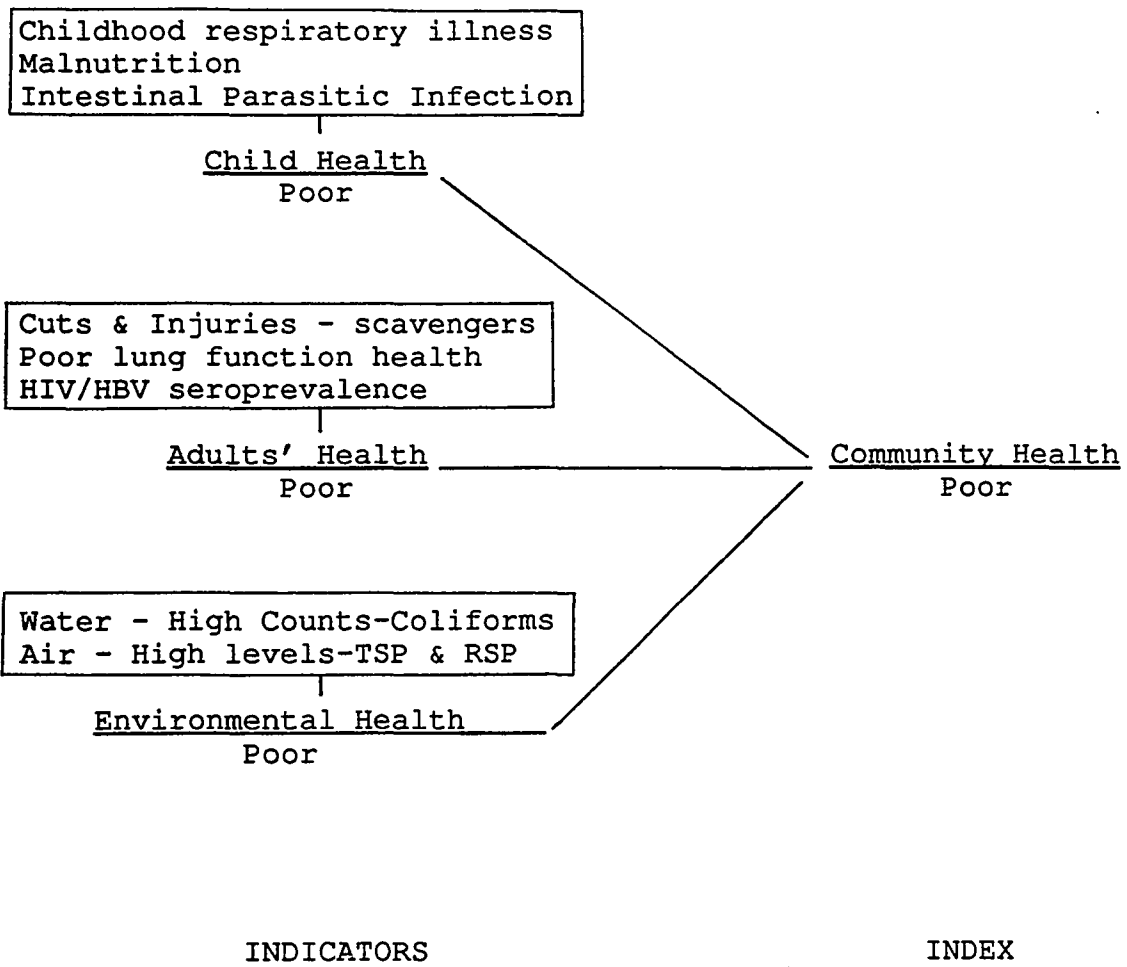 Childhood respiratory illness
Malnutrition
Intestinal Parasitic Infection
Child Health
Poor
Cuts & Injuries - scavengers
Poor lung function health
HIV/HBV seroprevalence
Adults' Health
Poor
Community Health
Poor
Water - High Counts-Coliforms
Air - High levels-TSP & RSP
Environmental Health
Poor
INDICATORS
INDEX